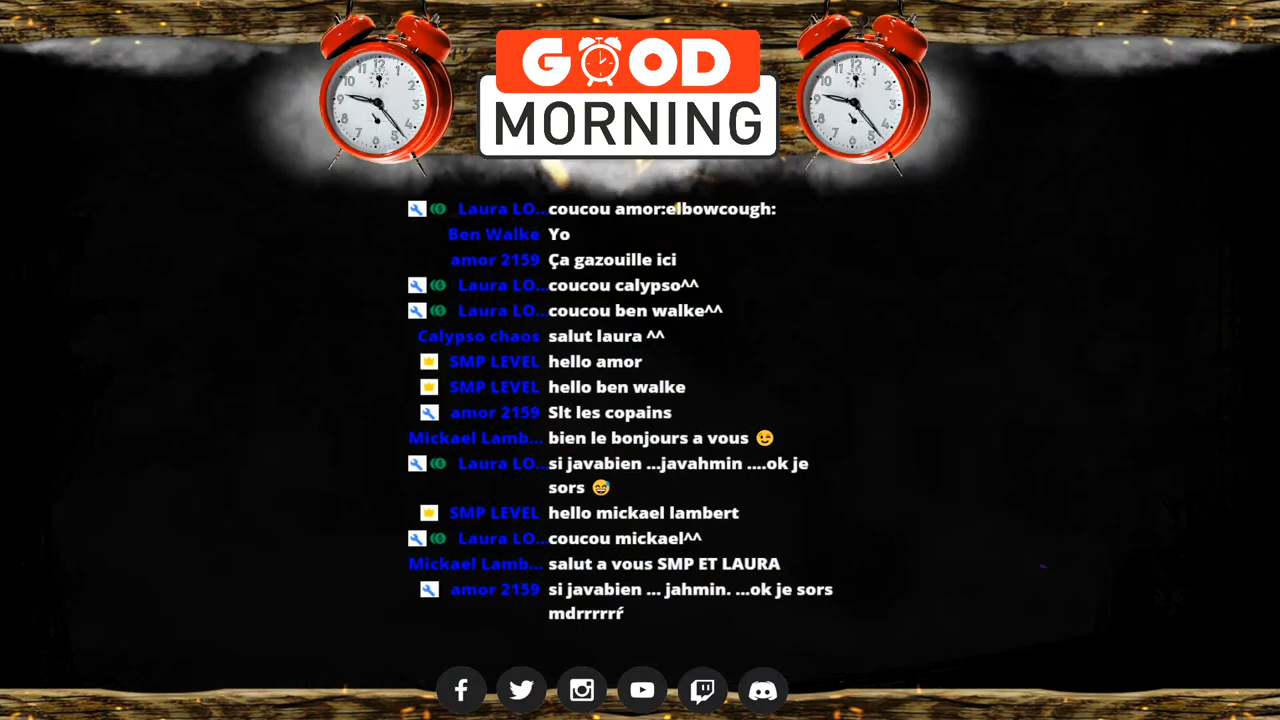 GOOD
MORNING
Laura LO... coucou amor:elbowcough:
Ben Walke Yo
amor 2159 Ça gazouille ici
Laura LO... coucou calypso^^
Laura LO... coucou ben walke^^
Calypso chaos salut laura ^^
SMP LEVEL hello amor
SMP LEVEL hello ben walke
amor 2159 Slt les copains
Mickael Lamb... bien le bonjours a vous 😉
Laura LO... si javabien ...javahmin ....ok je
sors 😅
SMP LEVEL hello mickael lambert
Laura LO... coucou mickael^^
Mickael Lamb... salut a vous SMP ET LAURA
amor 2159 si javabien ... jahmin. ...ok je sors
mdrrrrrŕ